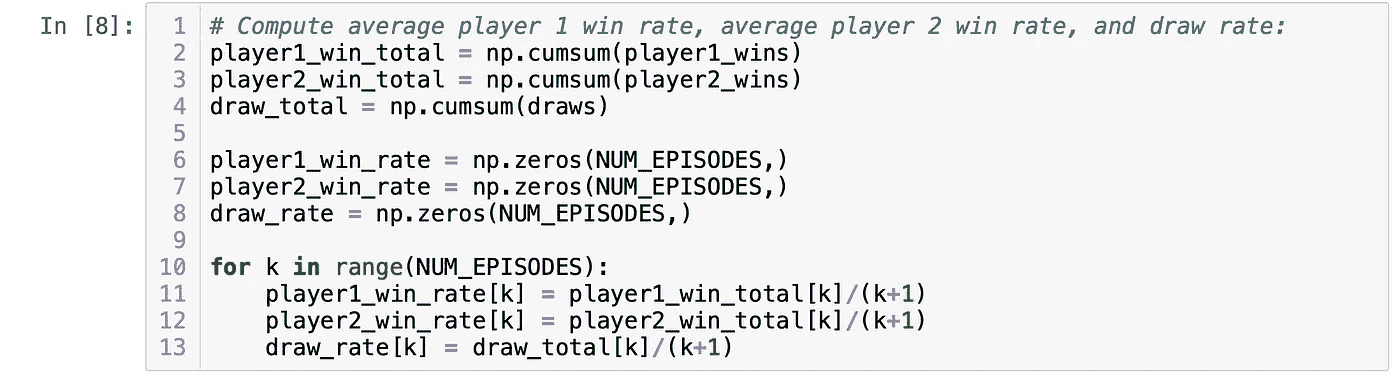 In [8]:
1 # Compute average player 1 win rate, average player 2 win rate, and draw rate:
2 player1_win_total = np.cumsum(player1_wins)
3 player2_win_total = np.cumsum(player2_wins)
4 draw_total = np.cumsum(draws)
5
6 player1_win_rate = np.zeros(NUM_EPISODES,)
7 player2_win_rate = np.zeros(NUM_EPISODES,)
8 draw_rate = np.zeros(NUM_EPISODES,)
9
10 for k in range(NUM_EPISODES):
11     player1_win_rate[k] = player1_win_total[k]/(k+1)
12     player2_win_rate[k] = player2_win_total[k]/(k+1)
13     draw_rate[k] = draw_total[k]/(k+1)